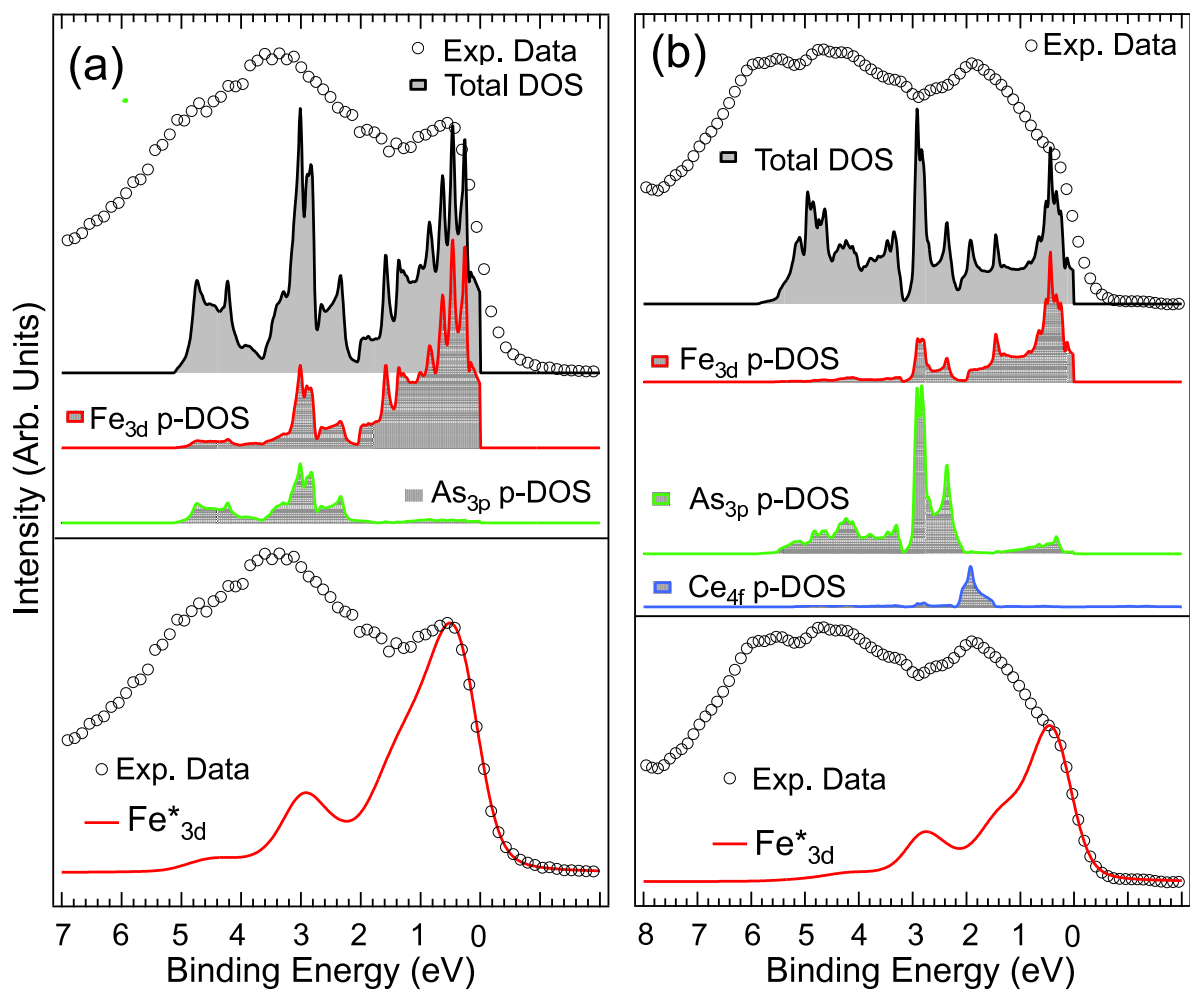 (a)
Exp. Data
Total DOS
Fe3d p-DOS
As3p p-DOS
Exp. Data
Fe*3d
7 6 5 4 3 2 1 0
Binding Energy (eV)
Intensity (Arb. Units)
(b)
Exp. Data
Total DOS
Fe3d p-DOS
As3p p-DOS
Ce4f p-DOS
Exp. Data
Fe*3d
8 7 6 5 4 3 2 1 0
Binding Energy (eV)